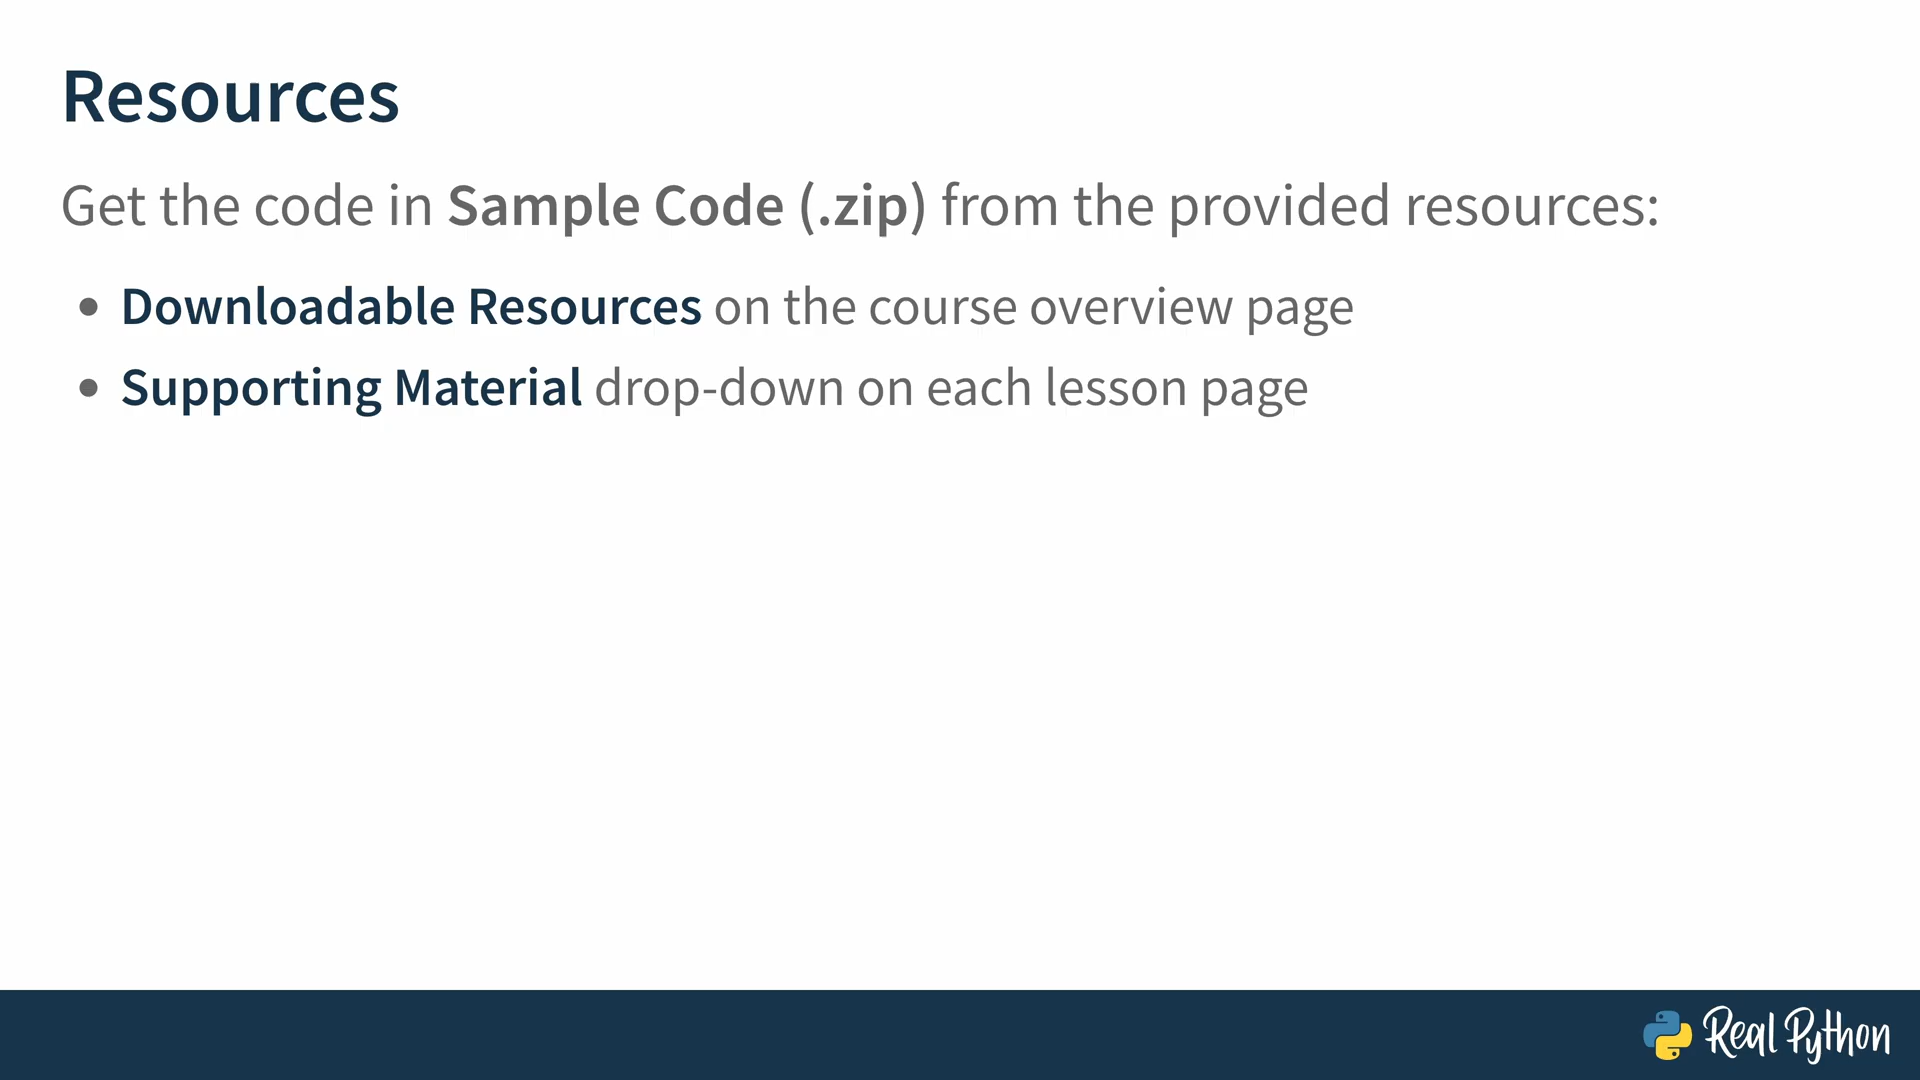 Resources
Get the code in Sample Code (.zip) from the provided resources:
• Downloadable Resources on the course overview page
• Supporting Material drop-down on each lesson page
Real Python